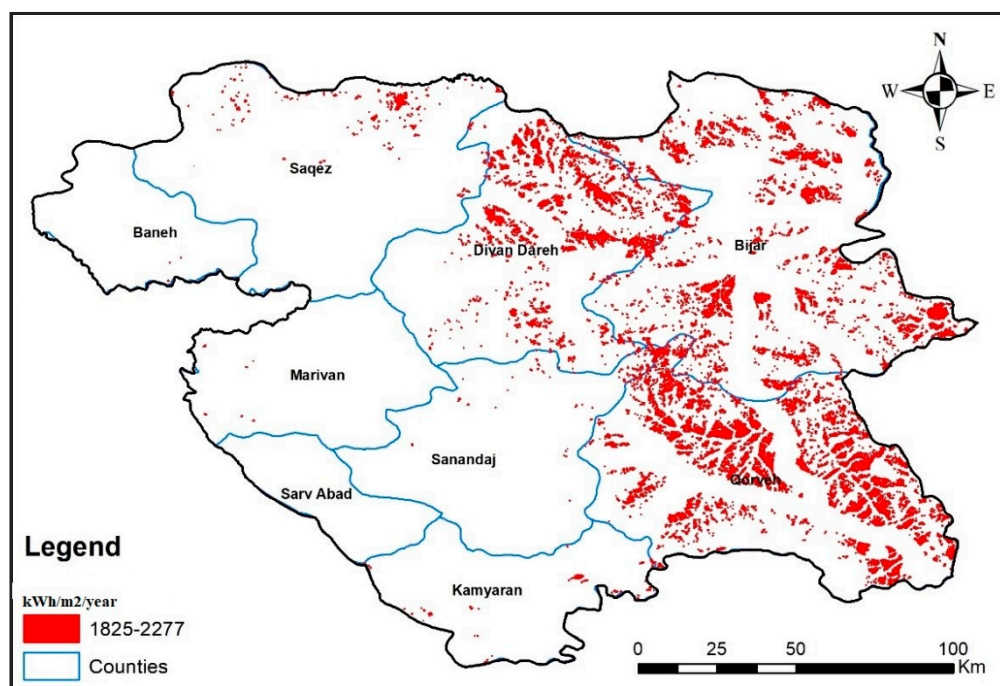 N
W E
S
Saqez
Baneh
Divan Dareh
Bijar
Marivan
Sanandaj
Sarv Abad
Qorveh
Kamyaran
Legend
kWh/m2/year
1825-2277
Counties
0 25 50 100
Km